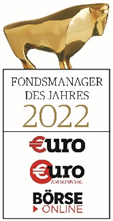 FONDSMANAGER
DES JAHRES
2022
€uro
€uro
AM SONNTAG
BÖRSE
ONLINE